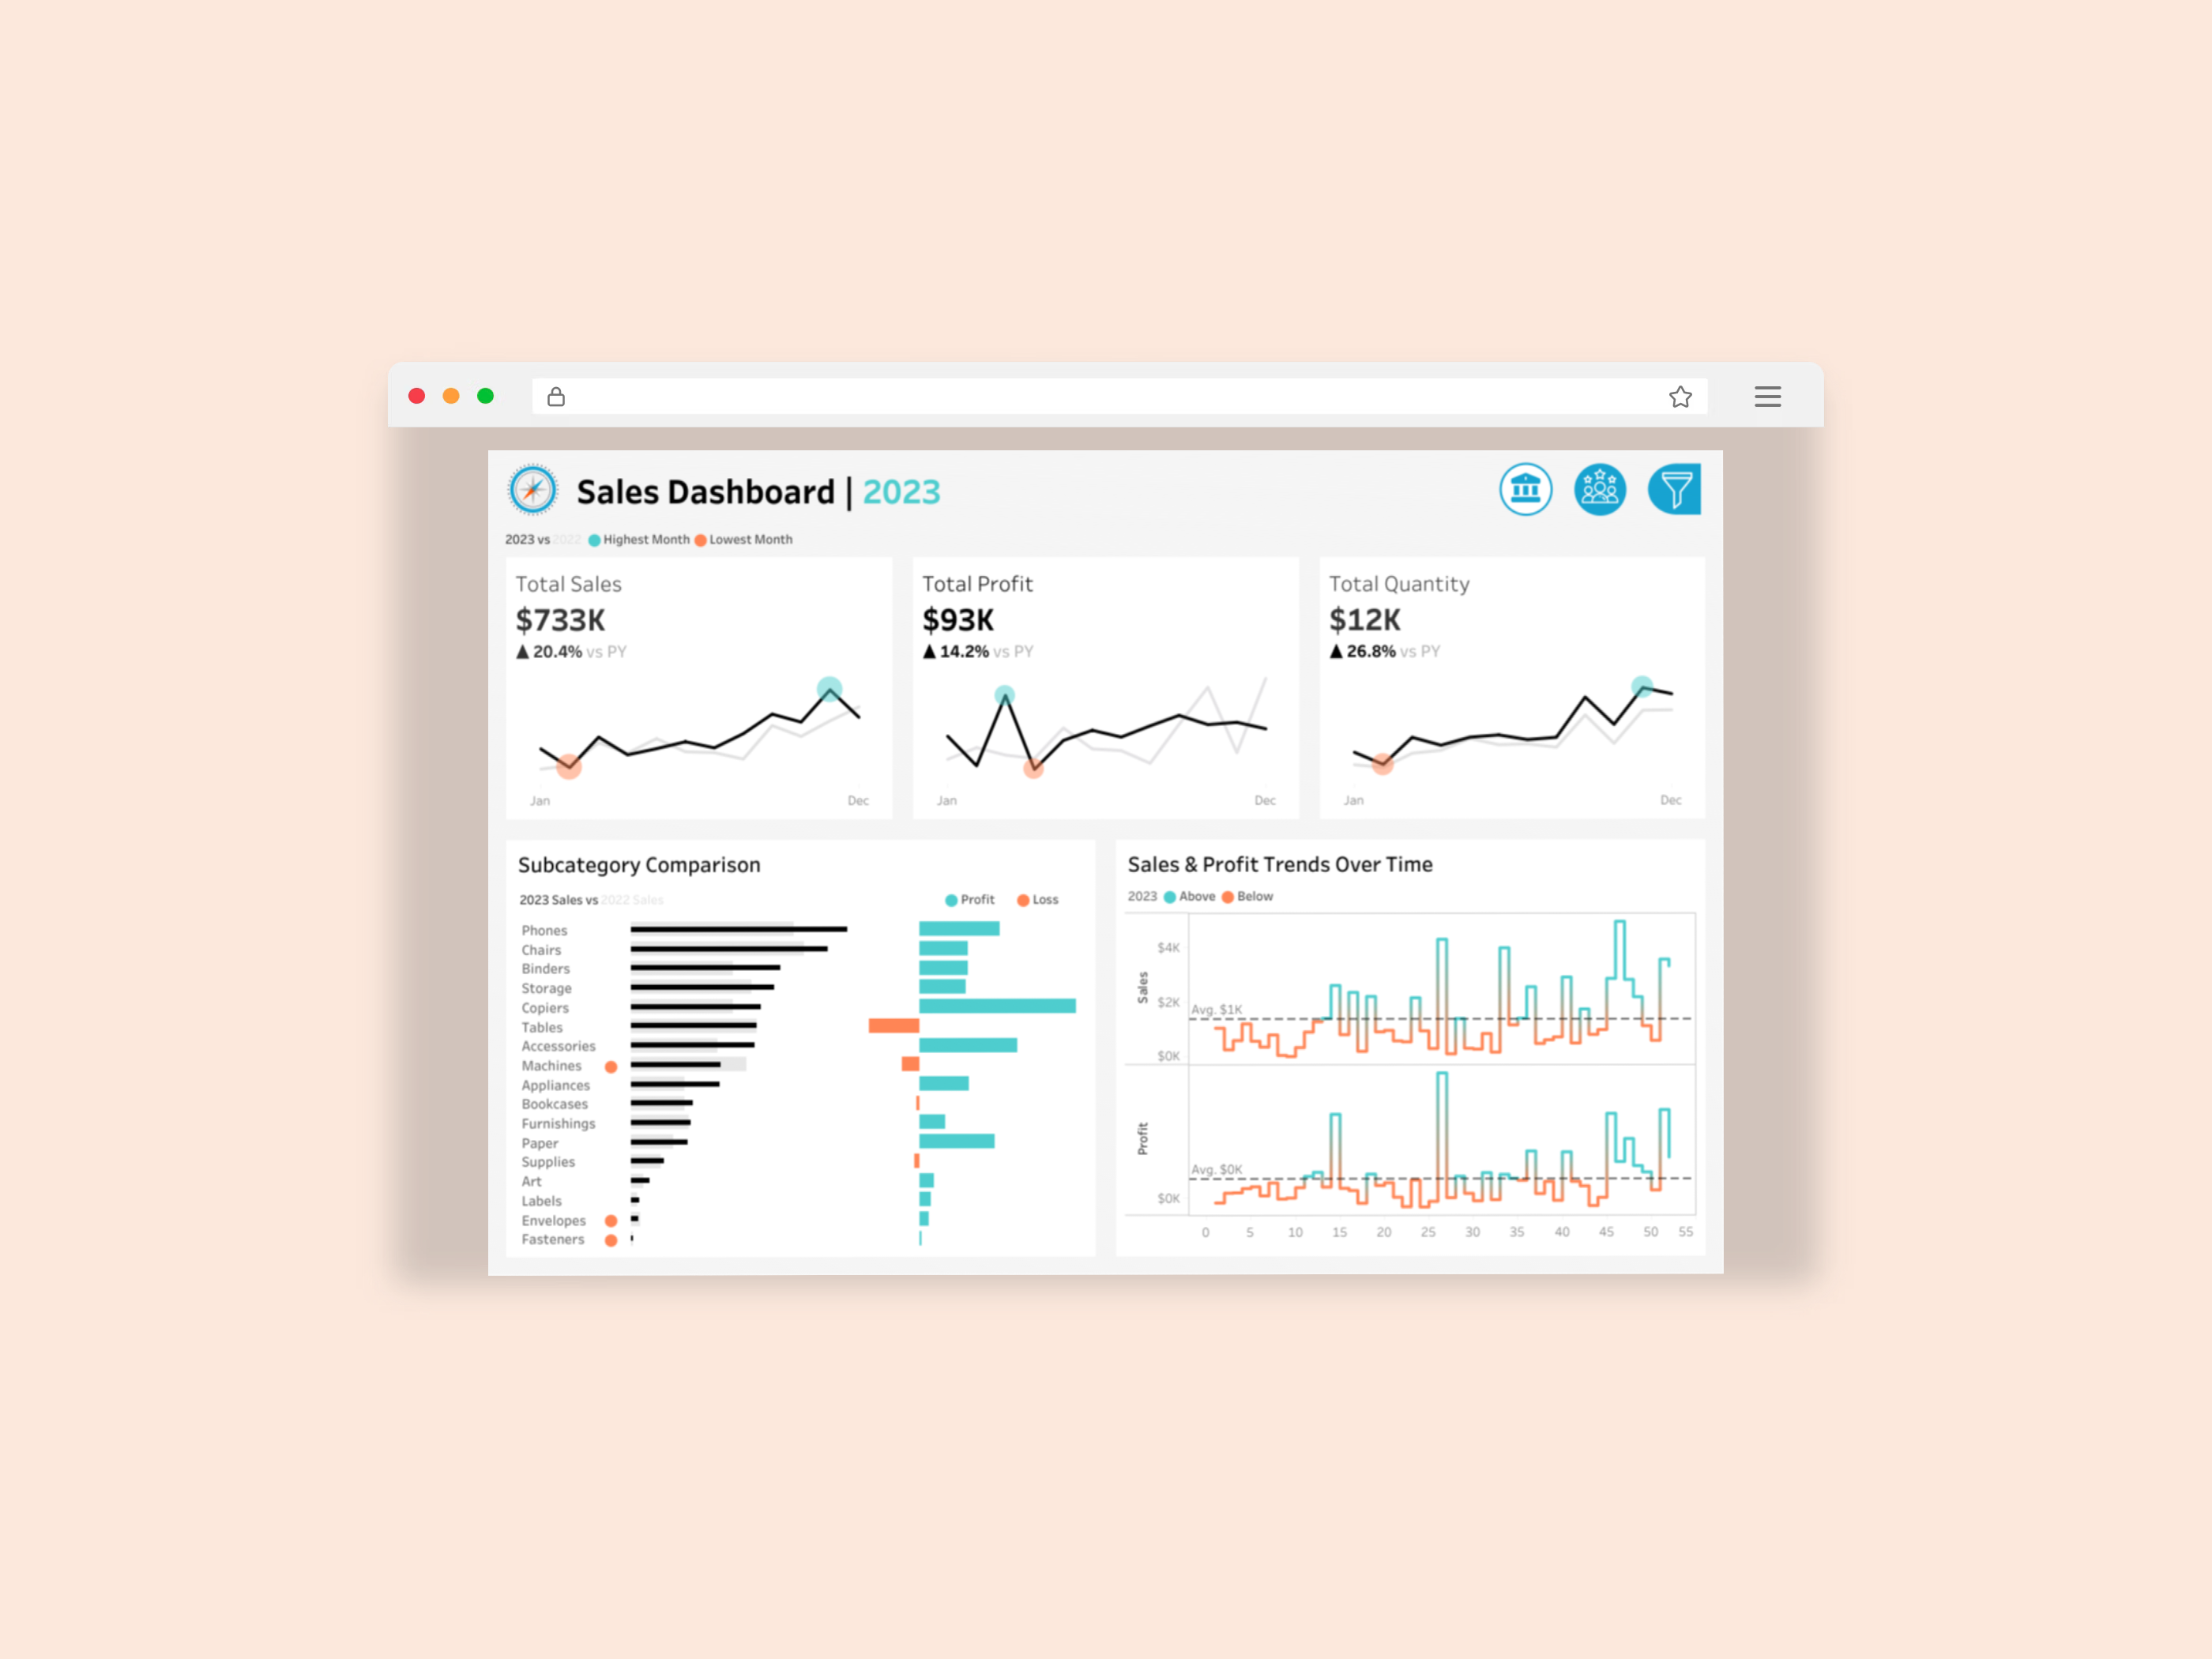 Sales Dashboard | 2023
2023 vs 2022 Highest Month Lowest Month
Total Sales
$733K
▲ 20.4% vs PY
Jan Dec
Total Profit
$93K
▲ 14.2% vs PY
Jan Dec
Total Quantity
$12K
▲ 26.8% vs PY
Jan Dec
Subcategory Comparison
2023 Sales vs 2022 Sales Profit Loss
Phones
Chairs
Binders
Storage
Copiers
Tables
Accessories
Machines
Appliances
Bookcases
Furnishings
Paper
Supplies
Art
Labels
Envelopes
Fasteners
Sales & Profit Trends Over Time
2023 Above Below
Sales
$4K
$2K
Avg. $1K
$0K
Profit
Avg. $0K
$0K
0 5 10 15 20 25 30 35 40 45 50 55